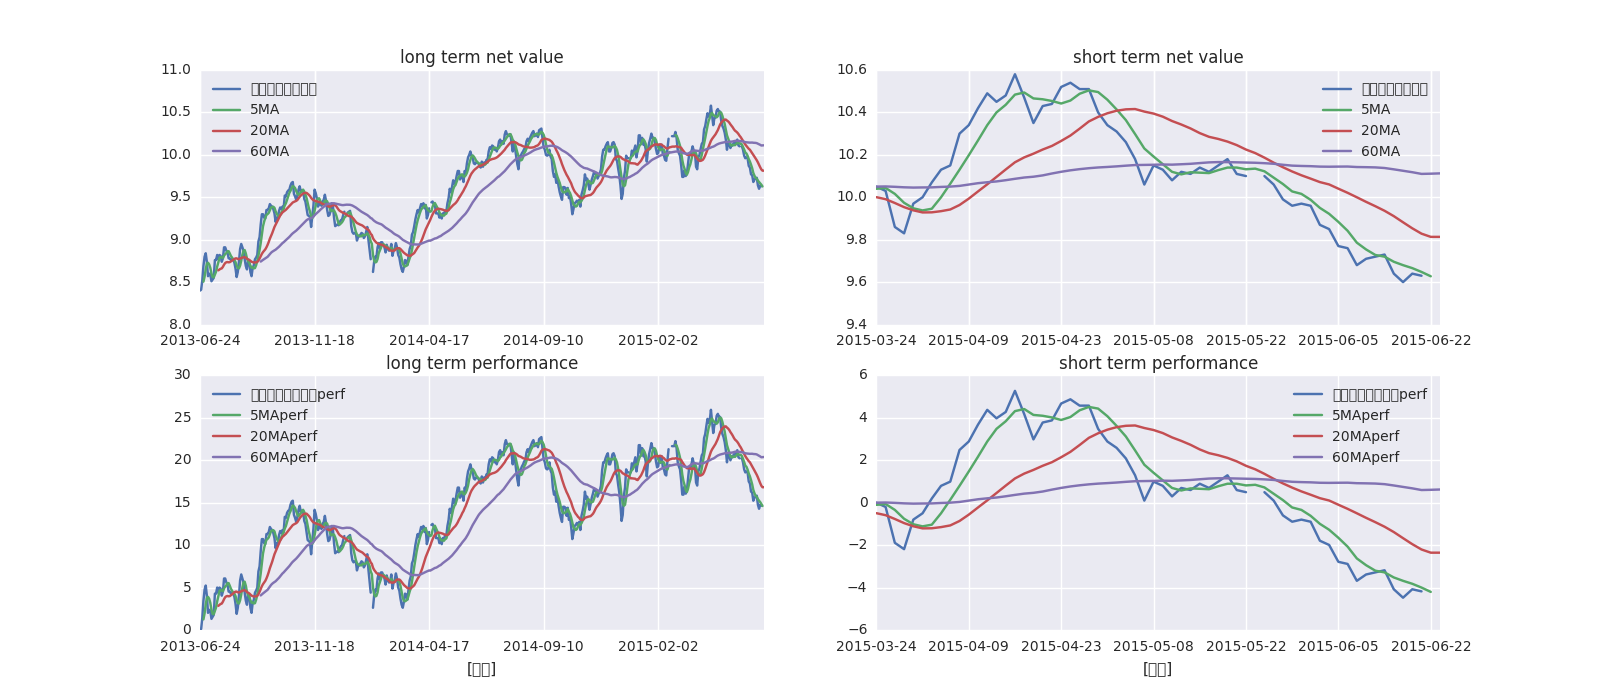 long term net value
11.0
10.5
10.0
9.5
9.0
8.5
8.0
5MA
20MA
60MA
2013-06-24 2013-11-18 2014-04-17 2014-09-10 2015-02-02
short term net value
10.6
10.4
10.2
10.0
9.8
9.6
9.4
5MA
20MA
60MA
2015-03-24 2015-04-09 2015-04-23 2015-05-08 2015-05-22 2015-06-05 2015-06-22
long term performance
30
25
20
15
10
5
0
perf
5MAperf
20MAperf
60MAperf
2013-06-24 2013-11-18 2014-04-17 2014-09-10 2015-02-02
short term performance
6
4
2
0
−2
−4
−6
perf
5MAperf
20MAperf
60MAperf
2015-03-24 2015-04-09 2015-04-23 2015-05-08 2015-05-22 2015-06-05 2015-06-22